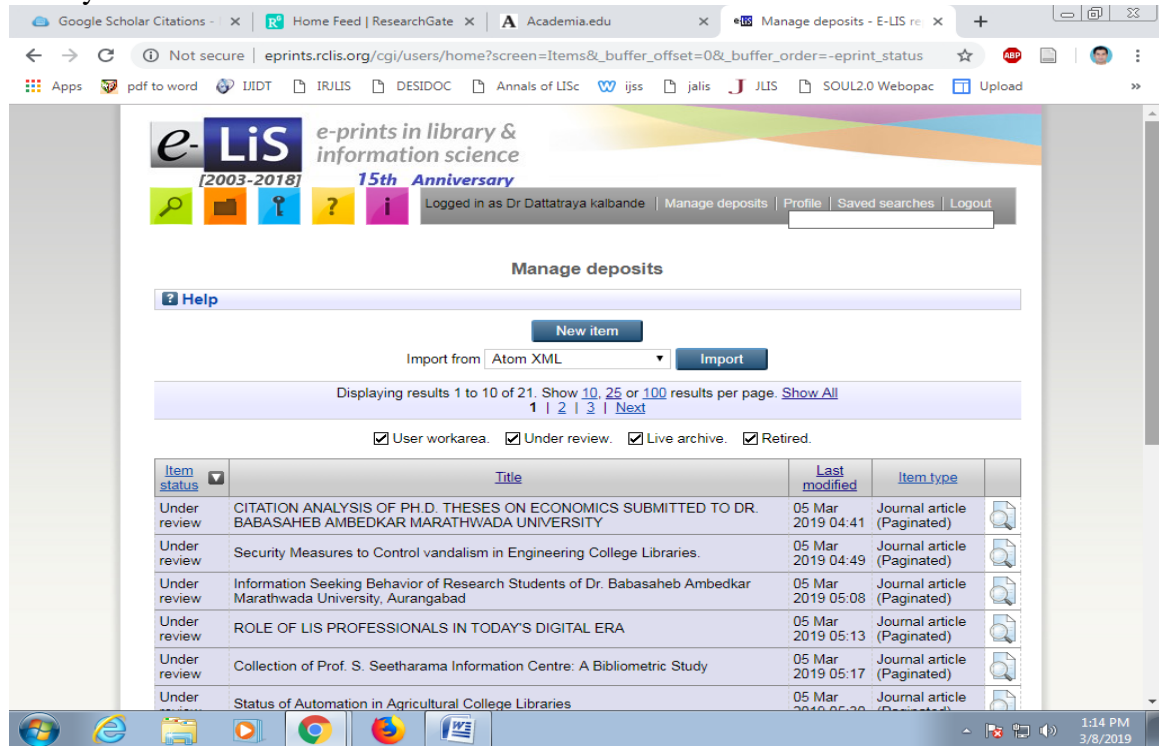 Google Scholar Citations -
Home Feed | ResearchGate
Academia.edu
Manage deposits - E-LIS re
Not secure | eprints.rclis.org/cgi/users/home?screen=Items&_buffer_offset=0&_buffer_order=-eprint_status
ABP
Apps pdf to word IJIDT IRJLIS DESIDOC Annals of LISc ijss jalis JLIS SOUL2.0 Webopac Upload »
e-LiS
e-prints in library &
information science
[2003-2018] 15th Anniversary
Logged in as Dr Dattatraya kalbande | Manage deposits | Profile | Saved searches | Logout
Manage deposits
? Help
New item
Import from Atom XML Import
Displaying results 1 to 10 of 21. Show 10, 25 or 100 results per page. Show All
1 | 2 | 3 | Next
User workarea. Under review. Live archive. Retired.
Item status Title Last modified Item type
Under review CITATION ANALYSIS OF PH.D. THESES ON ECONOMICS SUBMITTED TO DR. BABASAHEB AMBEDKAR MARATHWADA UNIVERSITY 05 Mar 2019 04:41 Journal article (Paginated)
Under review Security Measures to Control vandalism in Engineering College Libraries. 05 Mar 2019 04:49 Journal article (Paginated)
Under review Information Seeking Behavior of Research Students of Dr. Babasaheb Ambedkar Marathwada University, Aurangabad 05 Mar 2019 05:08 Journal article (Paginated)
Under review ROLE OF LIS PROFESSIONALS IN TODAY'S DIGITAL ERA 05 Mar 2019 05:13 Journal article (Paginated)
Under review Collection of Prof. S. Seetharama Information Centre: A Bibliometric Study 05 Mar 2019 05:17 Journal article (Paginated)
Under Status of Automation in Agricultural College Libraries 05 Mar Journal article
1:14 PM
3/8/2019